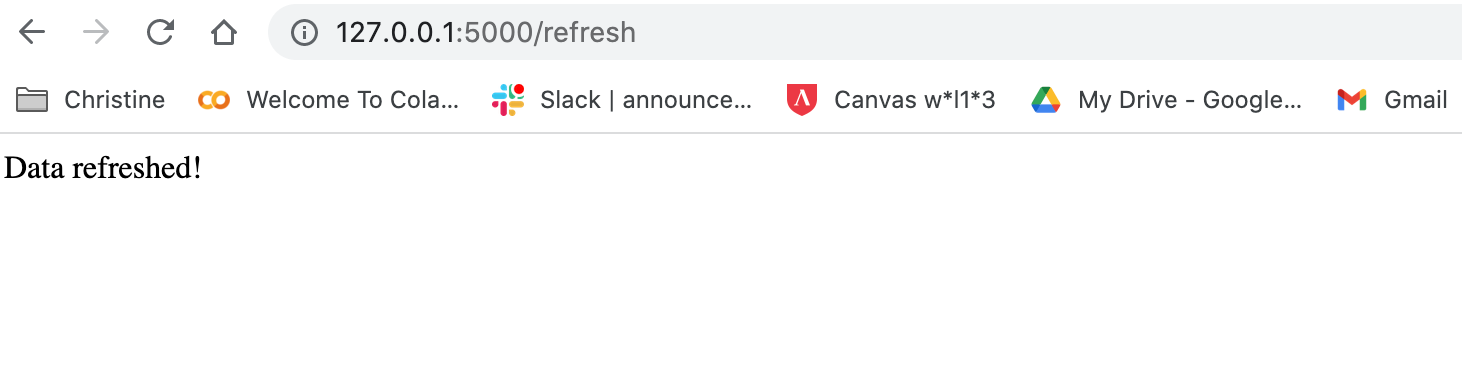 127.0.0.1:5000/refresh
Christine Welcome To Cola... Slack | announce... Canvas w*l1*3 My Drive - Google... Gmail
Data refreshed!